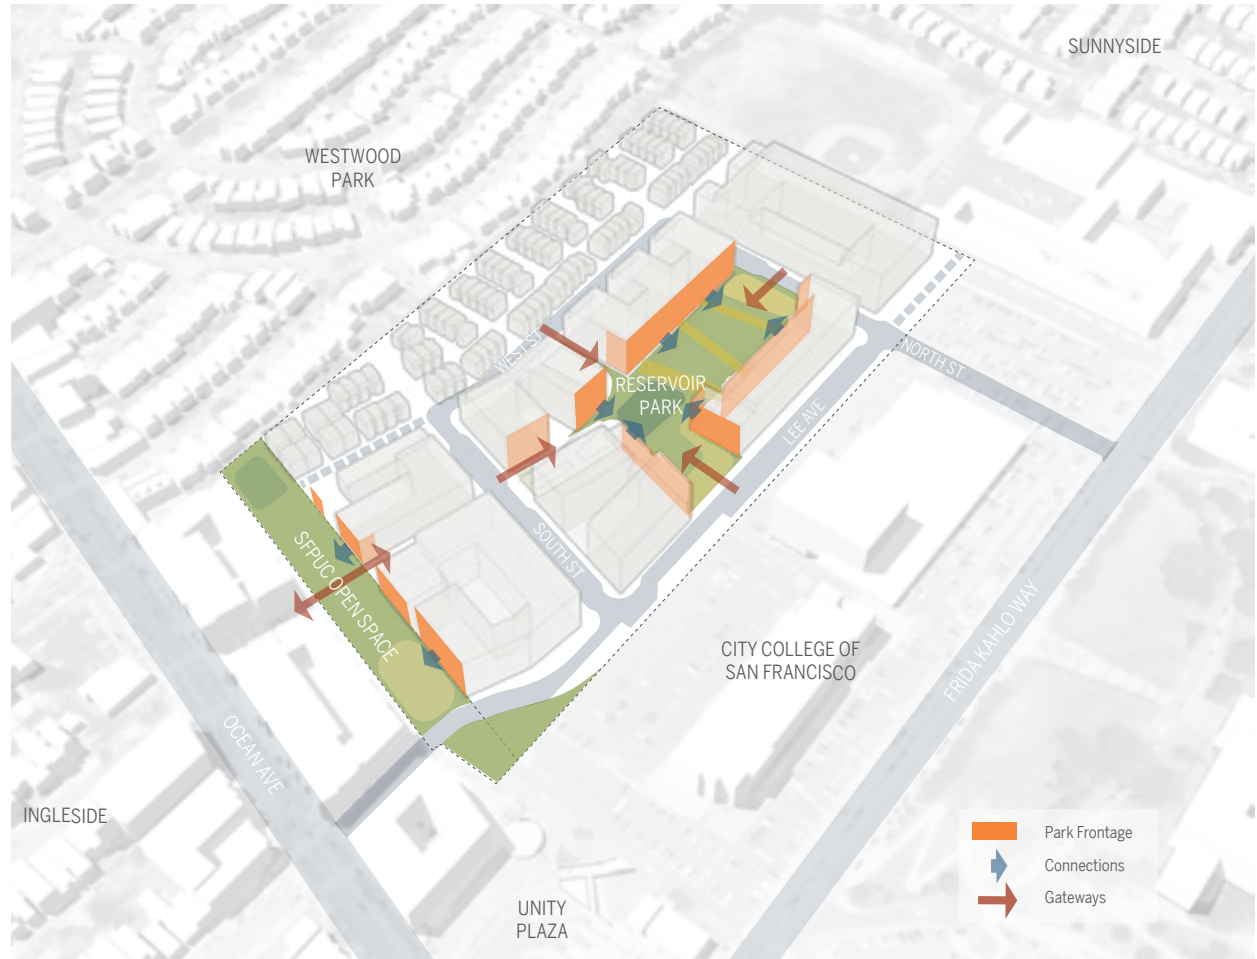 SUNNYSIDE
WESTWOOD
PARK
WEST ST
NORTH ST
RESERVOIR
PARK
LEE AVE
SOUTH ST
SFPUC OPEN SPACE
CITY COLLEGE OF
SAN FRANCISCO
FRIDA KAHLO WAY
OCEAN AVE
INGLESIDE
UNITY
PLAZA
Park Frontage
Connections
Gateways